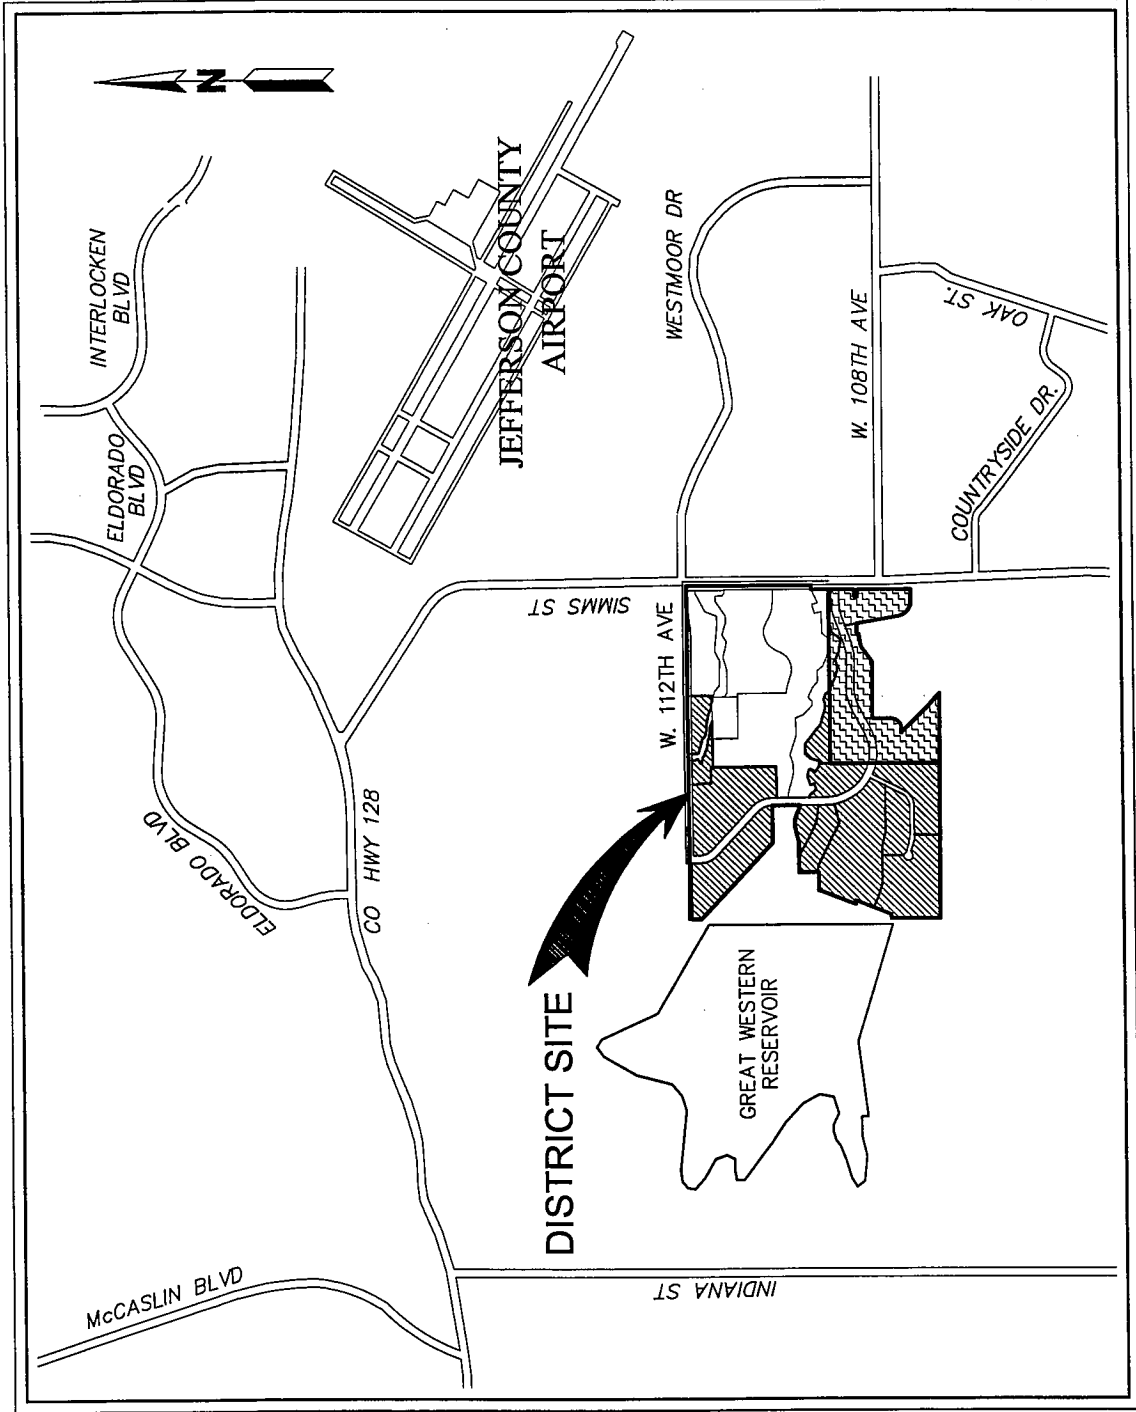 N
INTERLOCKEN
BLVD
ELDORADO
BLVD
JEFFERSON COUNTY
AIRPORT
WESTMOOR DR
W. 108TH AVE
OAK ST.
COUNTRYSIDE DR.
SIMMS ST
W. 112TH AVE
ELDORADO BLVD
CO HWY 128
DISTRICT SITE
GREAT WESTERN
RESERVOIR
McCASLIN BLVD
INDIANA ST